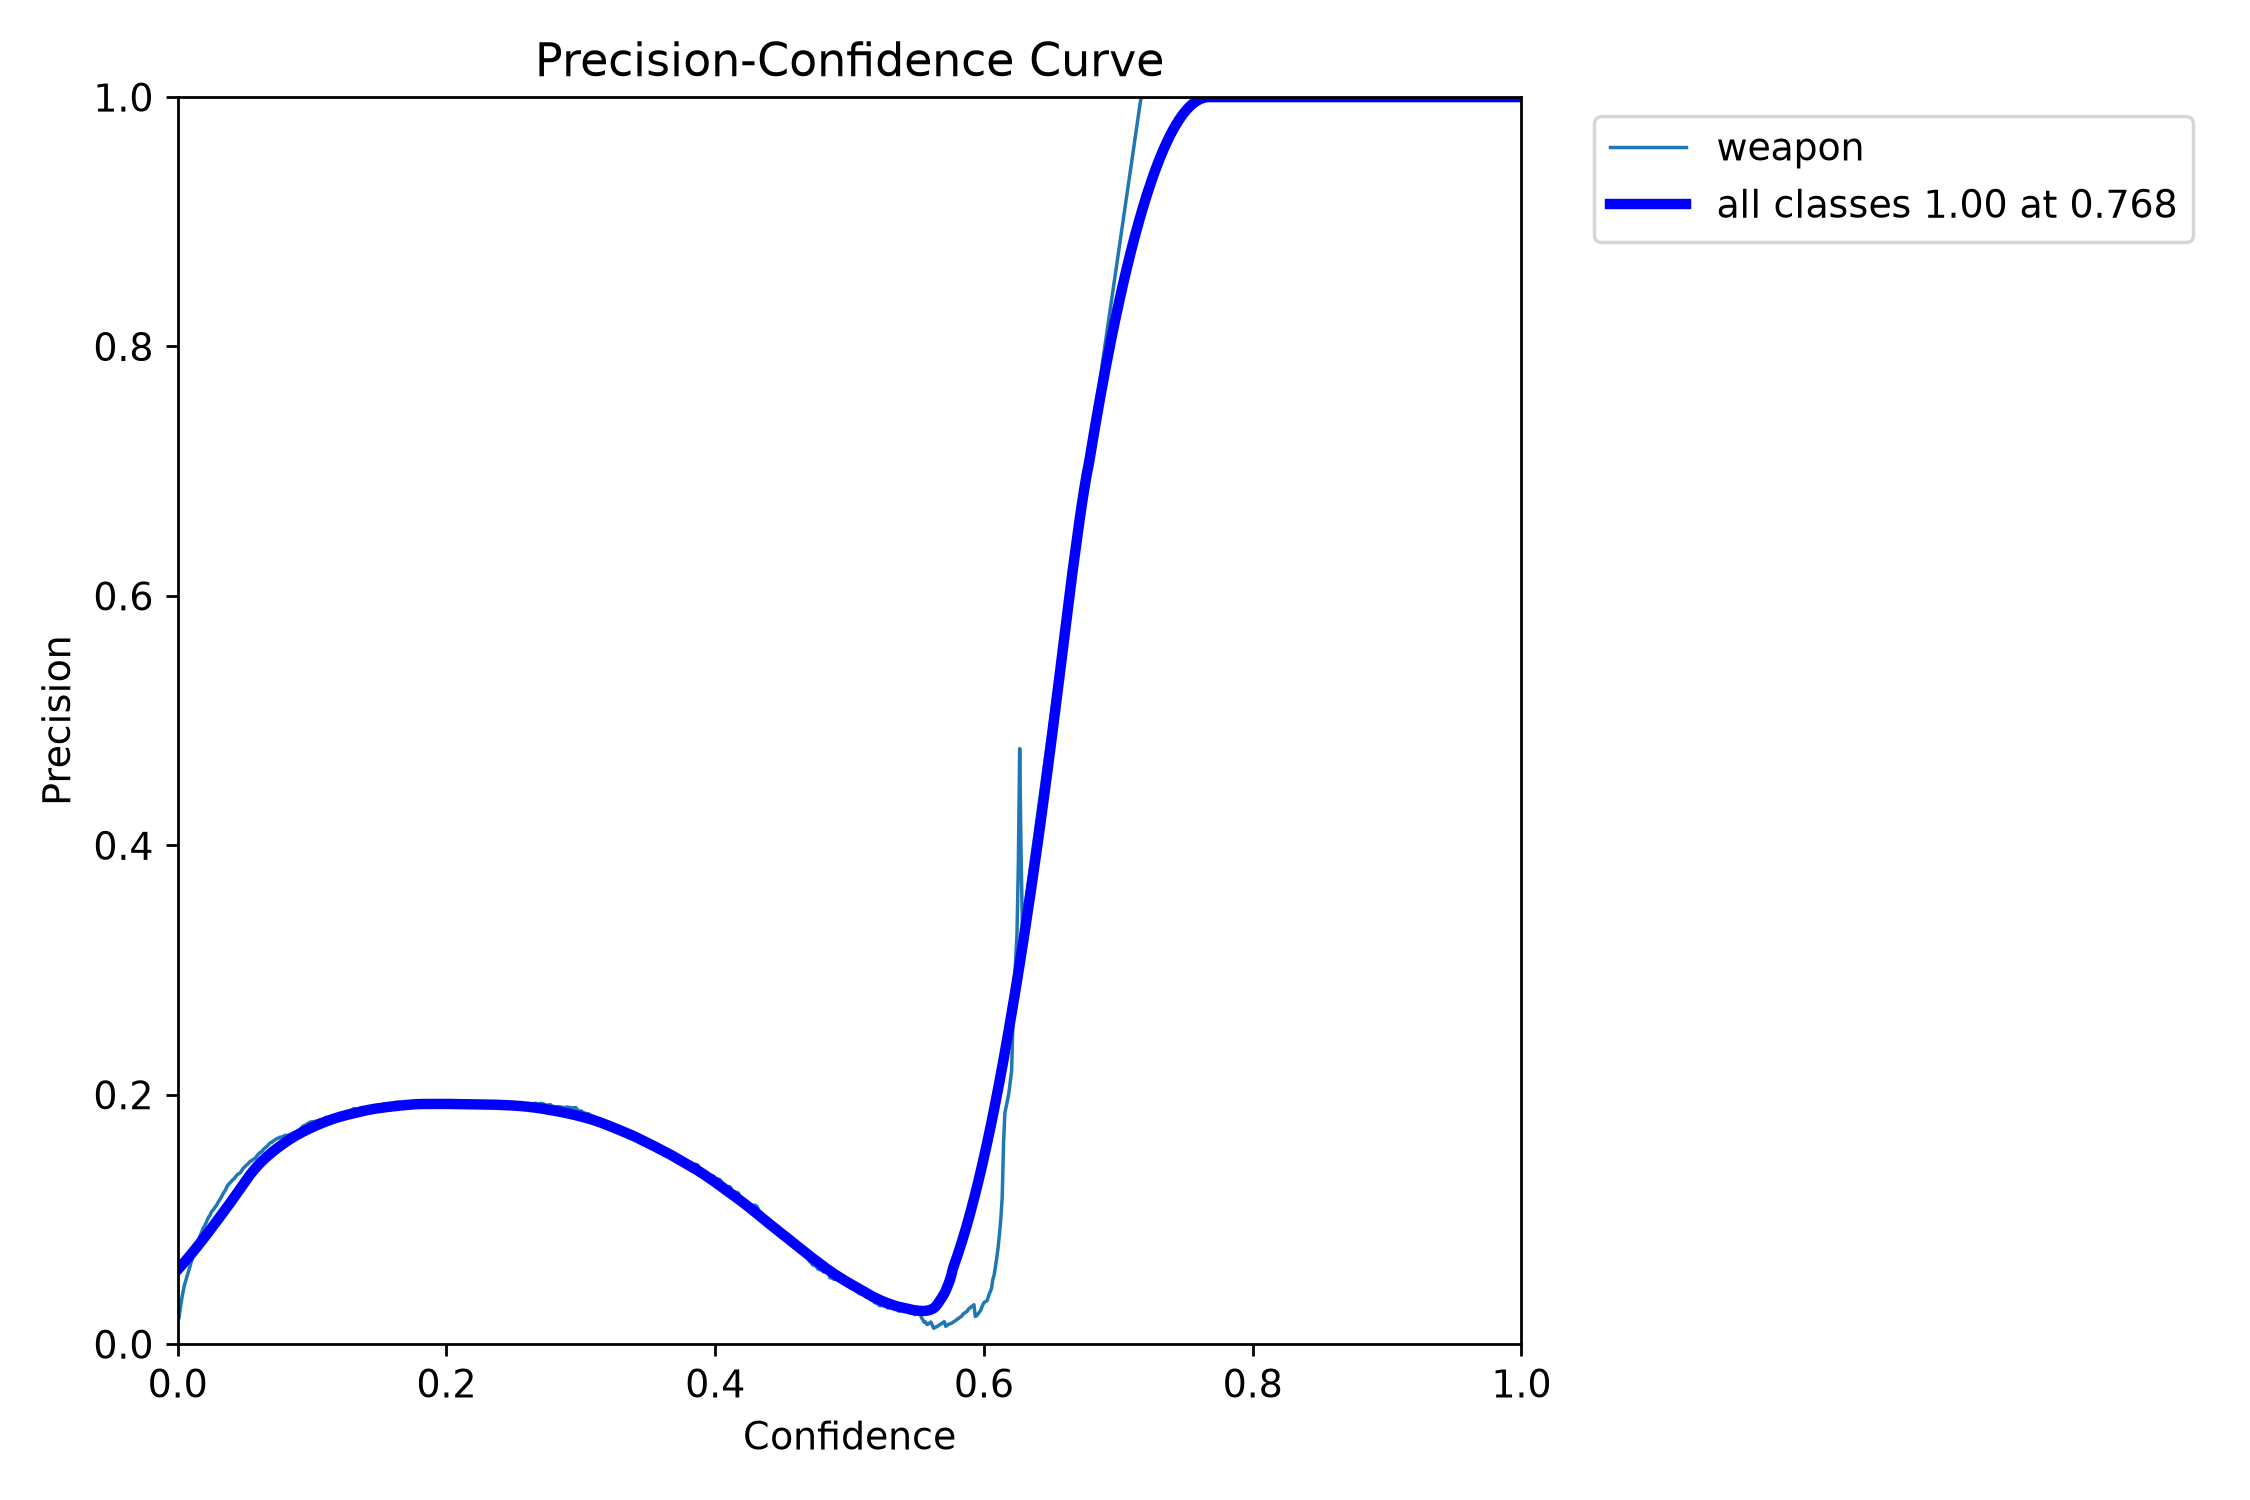 Precision-Confidence Curve
weapon
all classes 1.00 at 0.768
Precision
1.0
0.8
0.6
0.4
0.2
0.0
0.0 0.2 0.4 0.6 0.8 1.0
Confidence